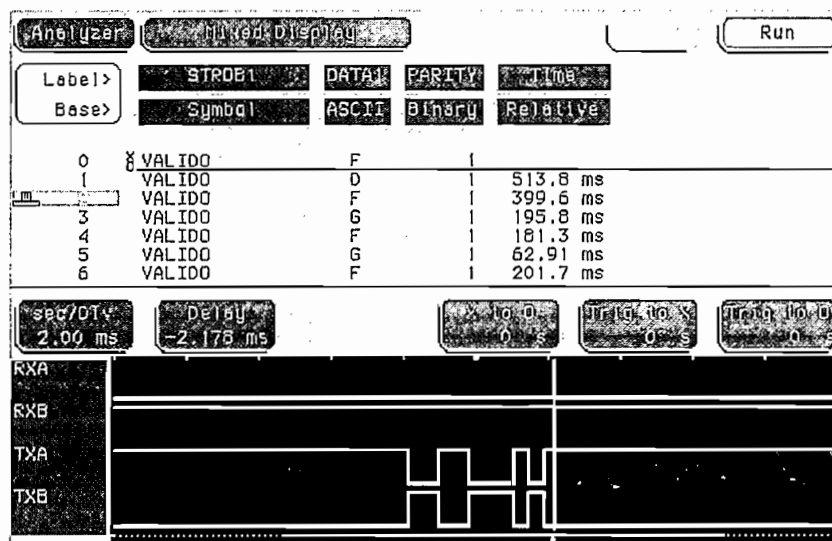 Analyzer Mixed Display Run
Label> STROB1 DATA1 PARITY Time
Base> Symbol ASCII Binary Relative
0 VALIDO F 1
1 VALIDO D 1 513.8 ms
VALIDO F 1 399.6 ms
3 VALIDO G 1 195.8 ms
4 VALIDO F 1 181.3 ms
5 VALIDO G 1 62.91 ms
6 VALIDO F 1 201.7 ms
sec/Div Delay X to O Trig to X Trig to O
2.00 ms -2.178 ms 0 s 0 s 0 s
RXA
RXB
TXA
TXB